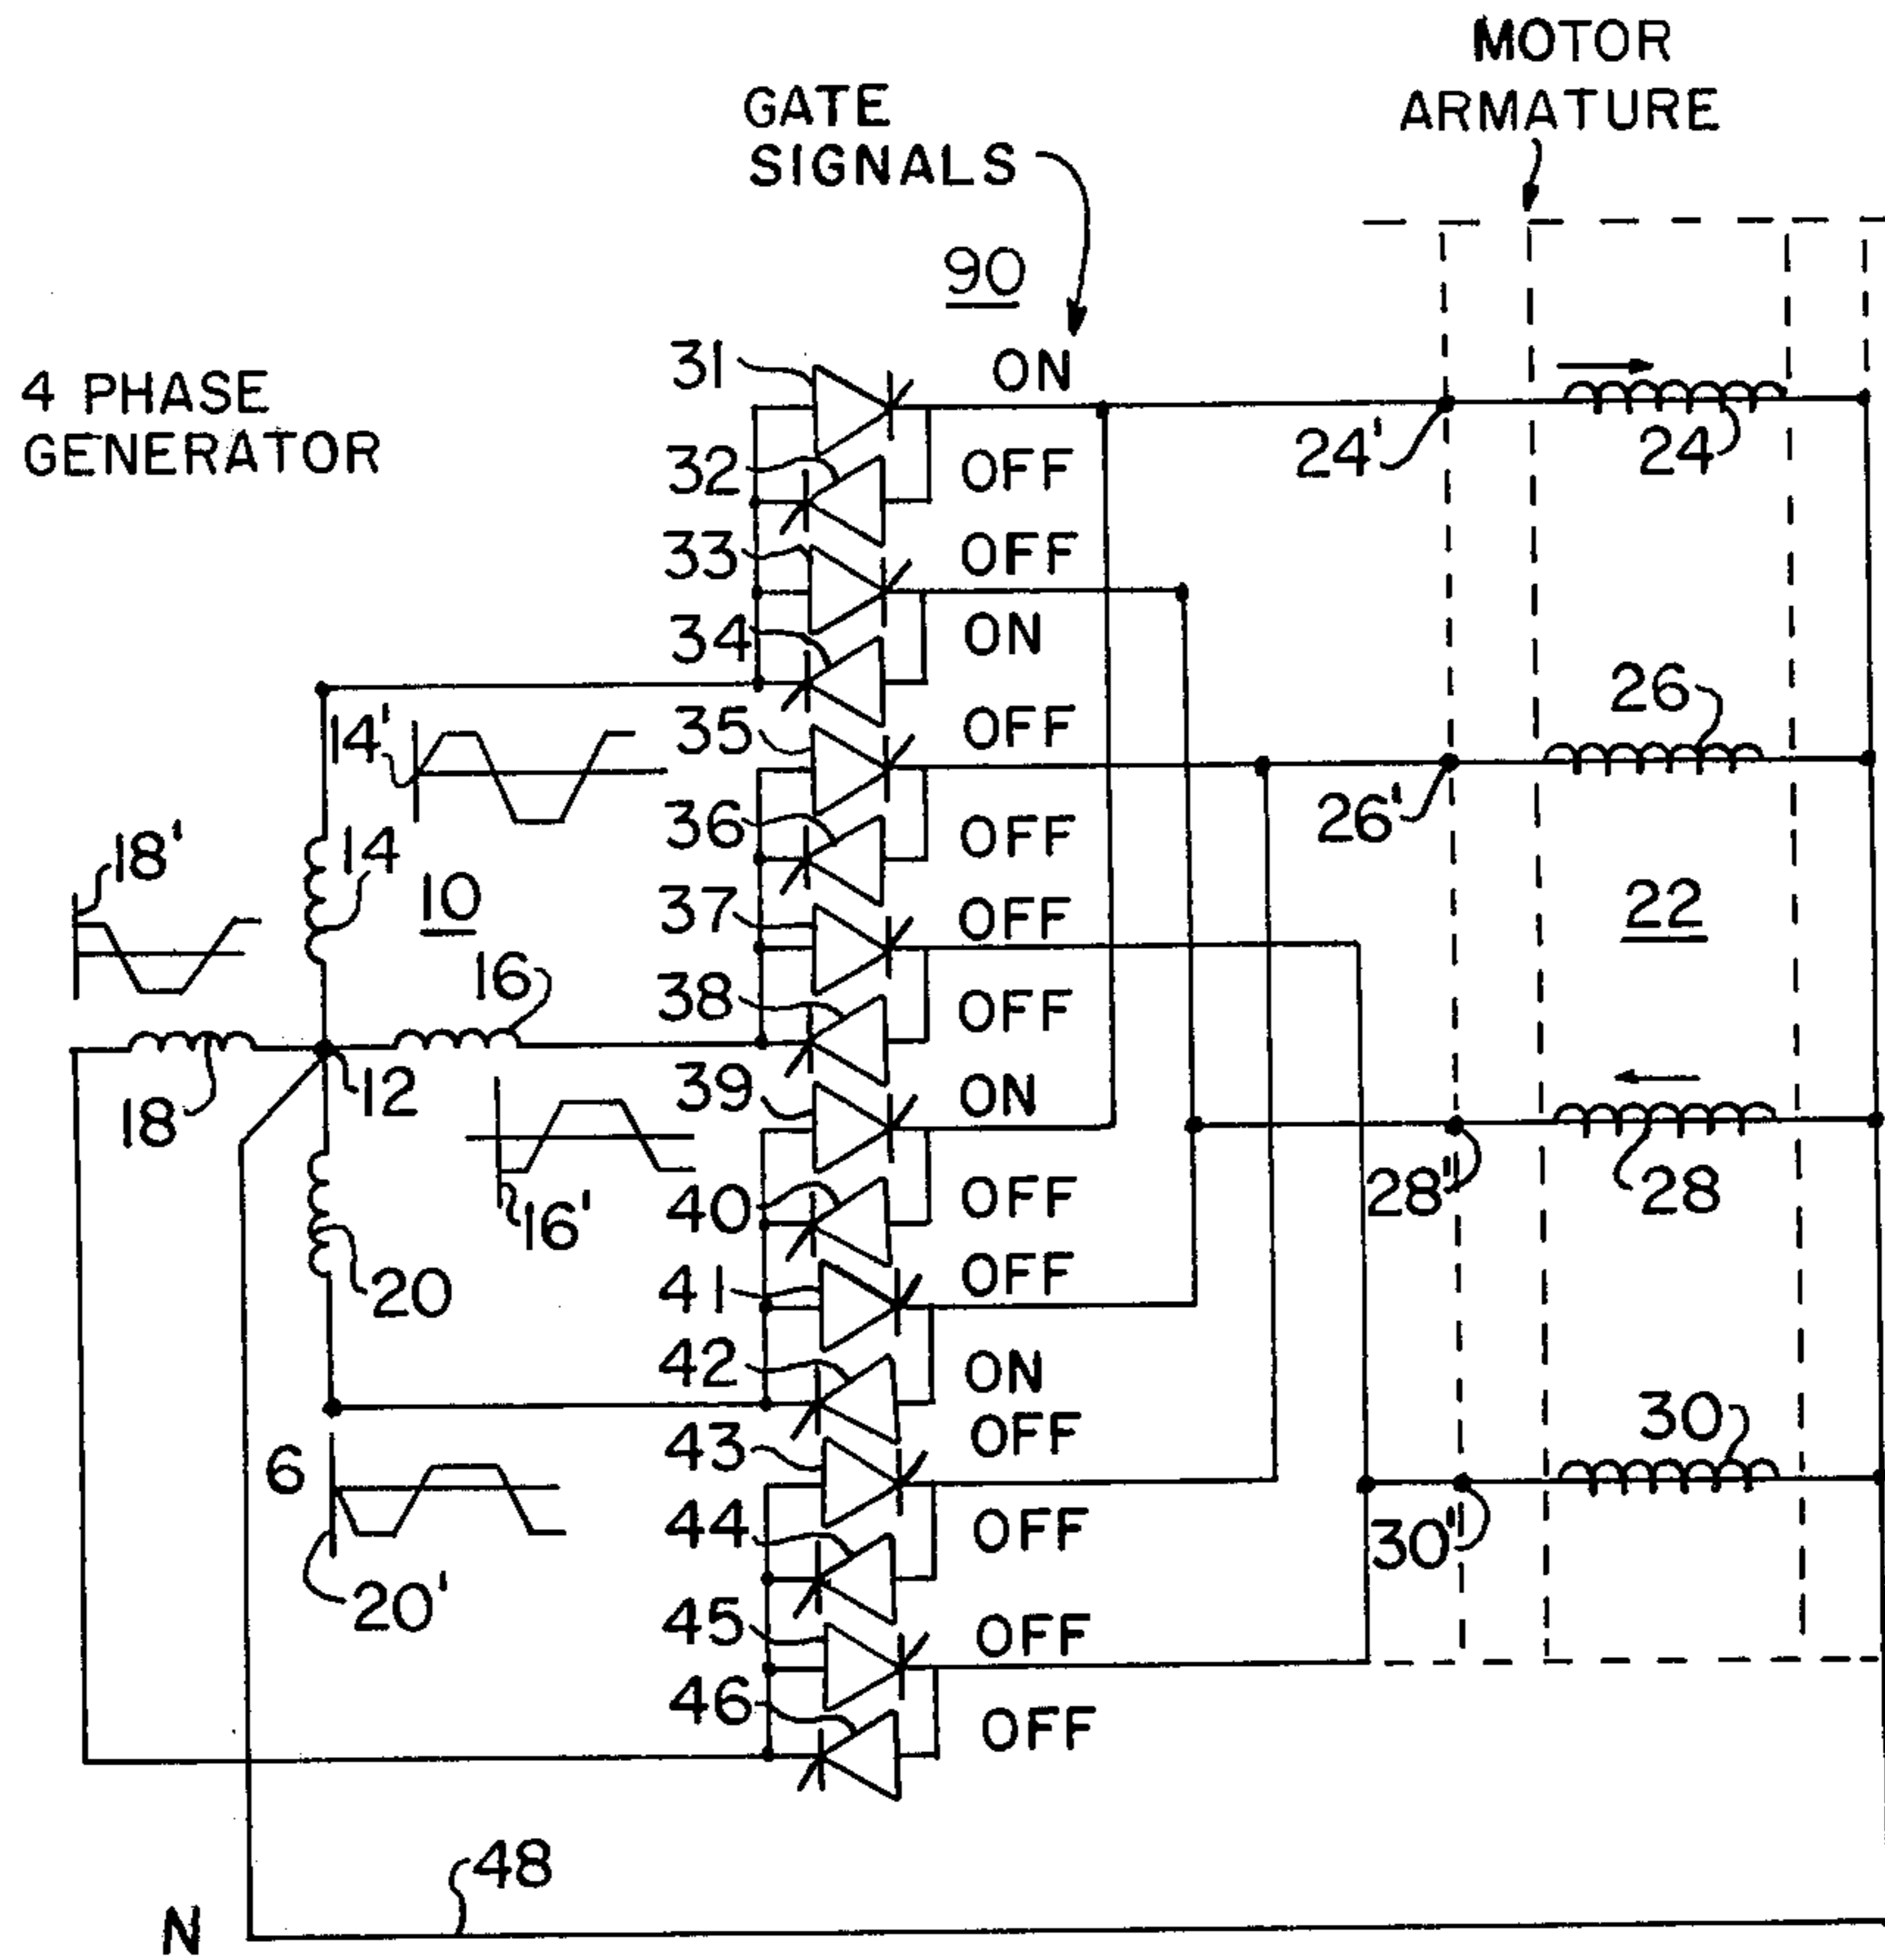 MOTOR
ARMATURE
GATE
SIGNALS
90
4 PHASE
GENERATOR
31
ON
24'
24
32
OFF
33
OFF
34
ON
14'
35
OFF
26
26'
36
OFF
18'
14
10
37
OFF
22
16
38
OFF
18
12
39
ON
28'
28
16'
40
OFF
20
41
OFF
42
ON
6
43
OFF
30
44
OFF
30'
20'
45
OFF
46
OFF
48
N